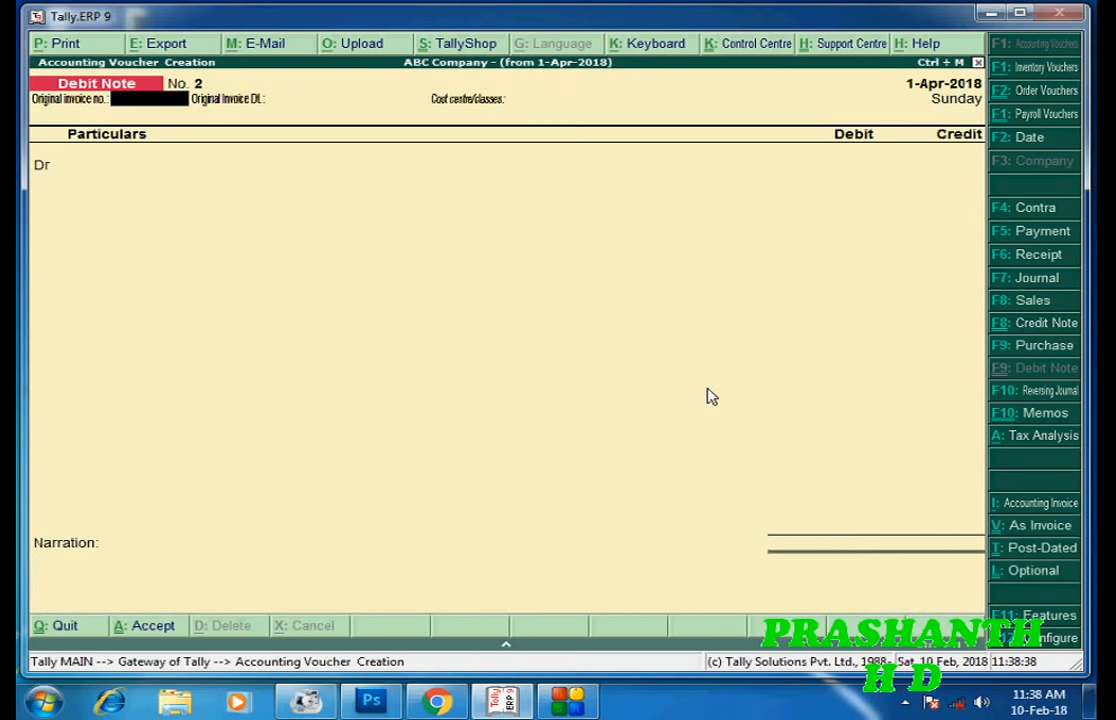 Tally.ERP 9
P: Print E: Export M: E-Mail O: Upload S: TallyShop G: Language K: Keyboard K: Control Centre H: Support Centre H: Help
F1: Accounting Vouchers
Accounting Voucher Creation ABC Company - (from 1-Apr-2018) Ctrl + M x
F1: Inventory Vouchers
Debit Note No. 2 1-Apr-2018
F2: Order Vouchers
Original invoice no.: Original Invoice Dt.: Cost centre/classes: Sunday
F1: Payroll Vouchers
Particulars Debit Credit
F2: Date
F3: Company
Dr
F4: Contra
F5: Payment
F6: Receipt
F7: Journal
F8: Sales
F8: Credit Note
F9: Purchase
F9: Debit Note
F10: Reversing Journal
F10: Memos
A: Tax Analysis
I: Accounting Invoice
V: As Invoice
Narration:
T: Post-Dated
L: Optional
F11: Features
Q: Quit A: Accept D: Delete X: Cancel
PRASHANTH
Configure
Tally MAIN --> Gateway of Tally --> Accounting Voucher Creation (c) Tally Solutions Pvt. Ltd., 1988- Sat, 10 Feb, 2018 11:38:38
H D
Ps
Tally
ERP 9
11:38 AM
10-Feb-18